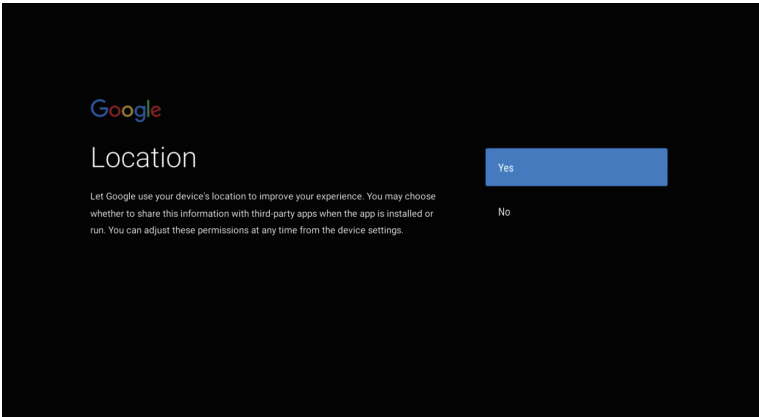 Google
Location
Let Google use your device's location to improve your experience. You may choose
whether to share this information with third-party apps when the app is installed or
run. You can adjust these permissions at any time from the device settings.
Yes
No